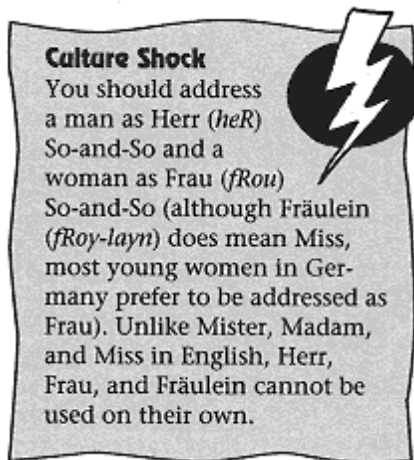 Culture Shock
You should address
a man as Herr (heR)
So-and-So and a
woman as Frau (fRou)
So-and-So (although Fräulein
(fRoy-layn) does mean Miss,
most young women in Ger-
many prefer to be addressed as
Frau). Unlike Mister, Madam,
and Miss in English, Herr,
Frau, and Fräulein cannot be
used on their own.